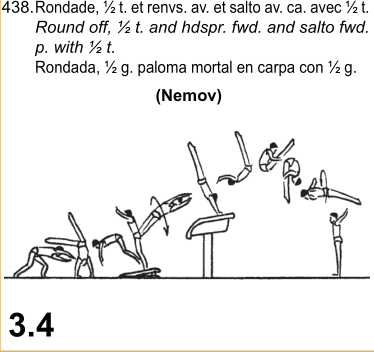 438. Rondade, ½ t. et renvs. av. et salto av. ca. avec ½ t.
Round off, ½ t. and hdspr. fwd. and salto fwd.
p. with ½ t.
Rondada, ½ g. paloma mortal en carpa con ½ g.
(Nemov)
3.4